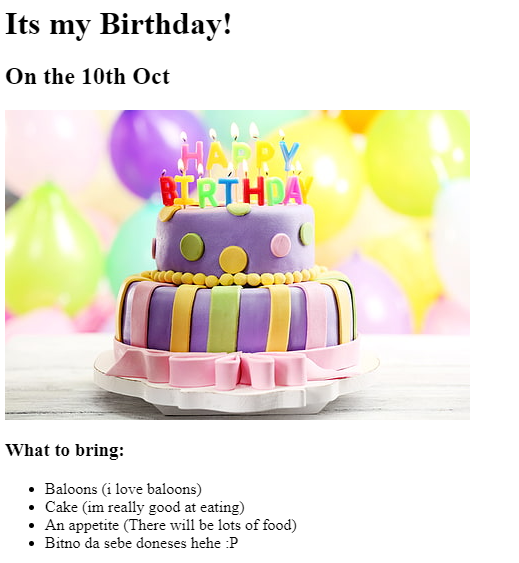 Its my Birthday!
On the 10th Oct
HAPPY
BIRTHDAY
What to bring:
Baloons (i love baloons)
Cake (im really good at eating)
An appetite (There will be lots of food)
Bitno da sebe doneses hehe :P